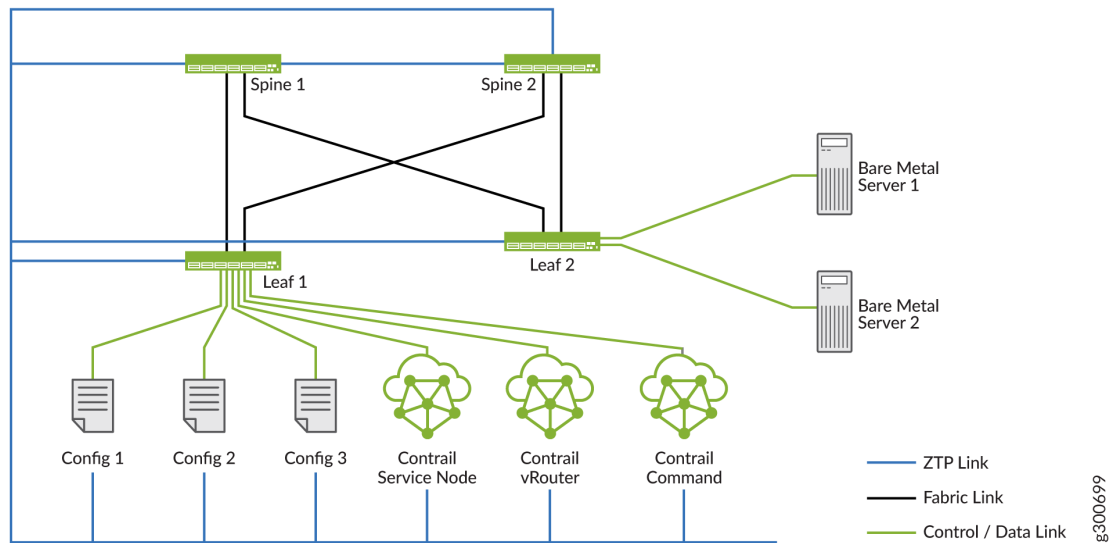 Spine 1
Spine 2
Bare Metal
Server 1
Leaf 2
Leaf 1
Bare Metal
Server 2
Config 1
Config 2
Config 3
Contrail
Service Node
Contrail
vRouter
Contrail
Command
ZTP Link
Fabric Link
Control / Data Link
g300699